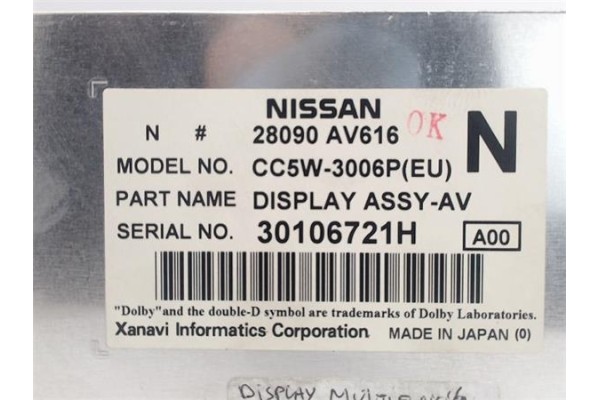 NISSAN
N # 28090 AV616 OK N
MODEL NO. CC5W-3006P(EU)
PART NAME DISPLAY ASSY-AV
SERIAL NO. 30106721H A00
"Dolby"and the double-D symbol are trademarks of Dolby Laboratories.
Xanavi Informatics Corporation MADE IN JAPAN (0)
DISPLAY